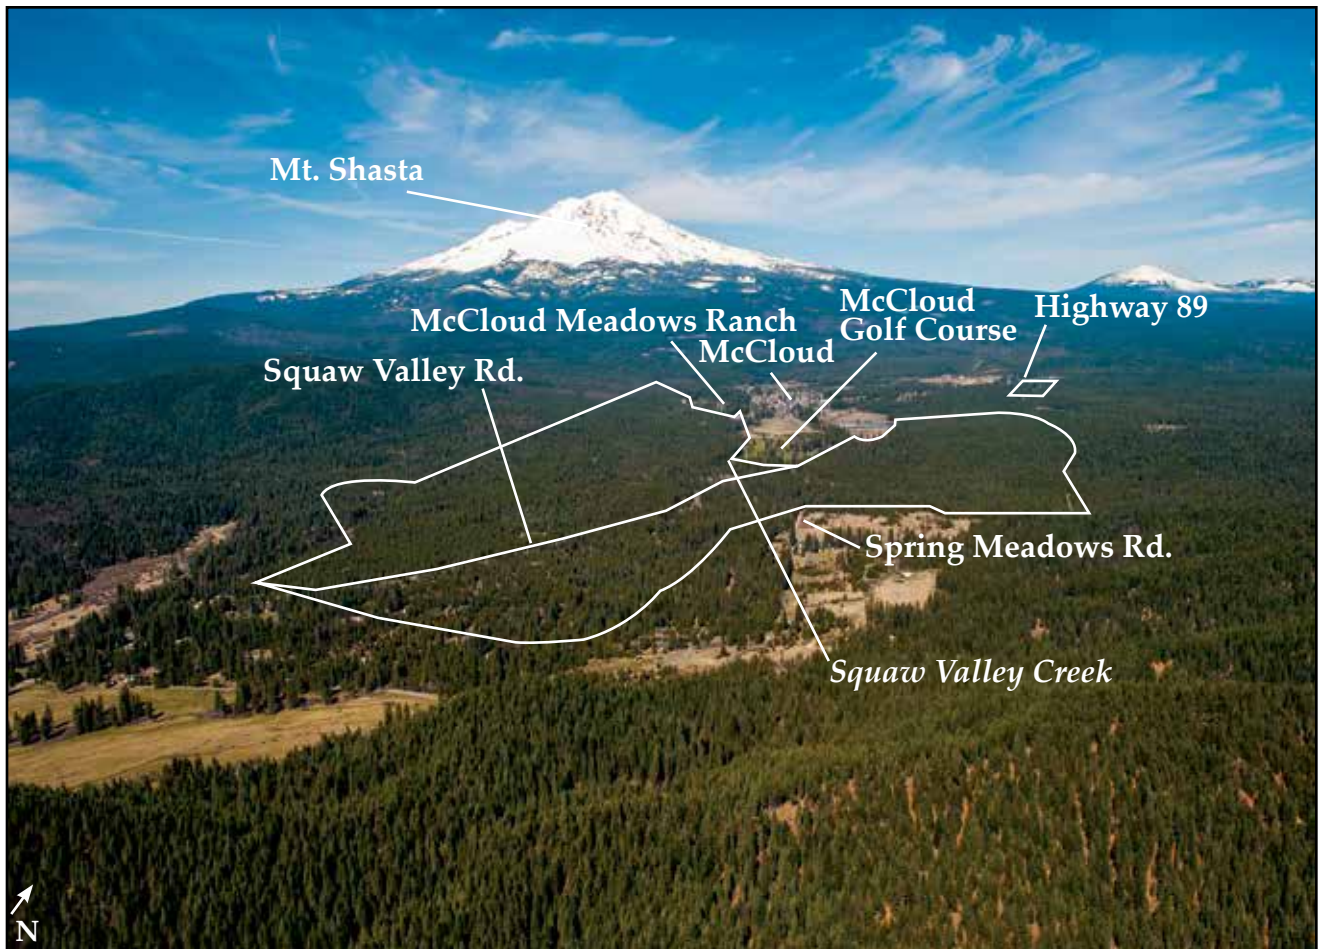 Mt. Shasta
McCloud Meadows Ranch
McCloud
Golf Course
Highway 89
McCloud
Squaw Valley Rd.
Spring Meadows Rd.
Squaw Valley Creek
N